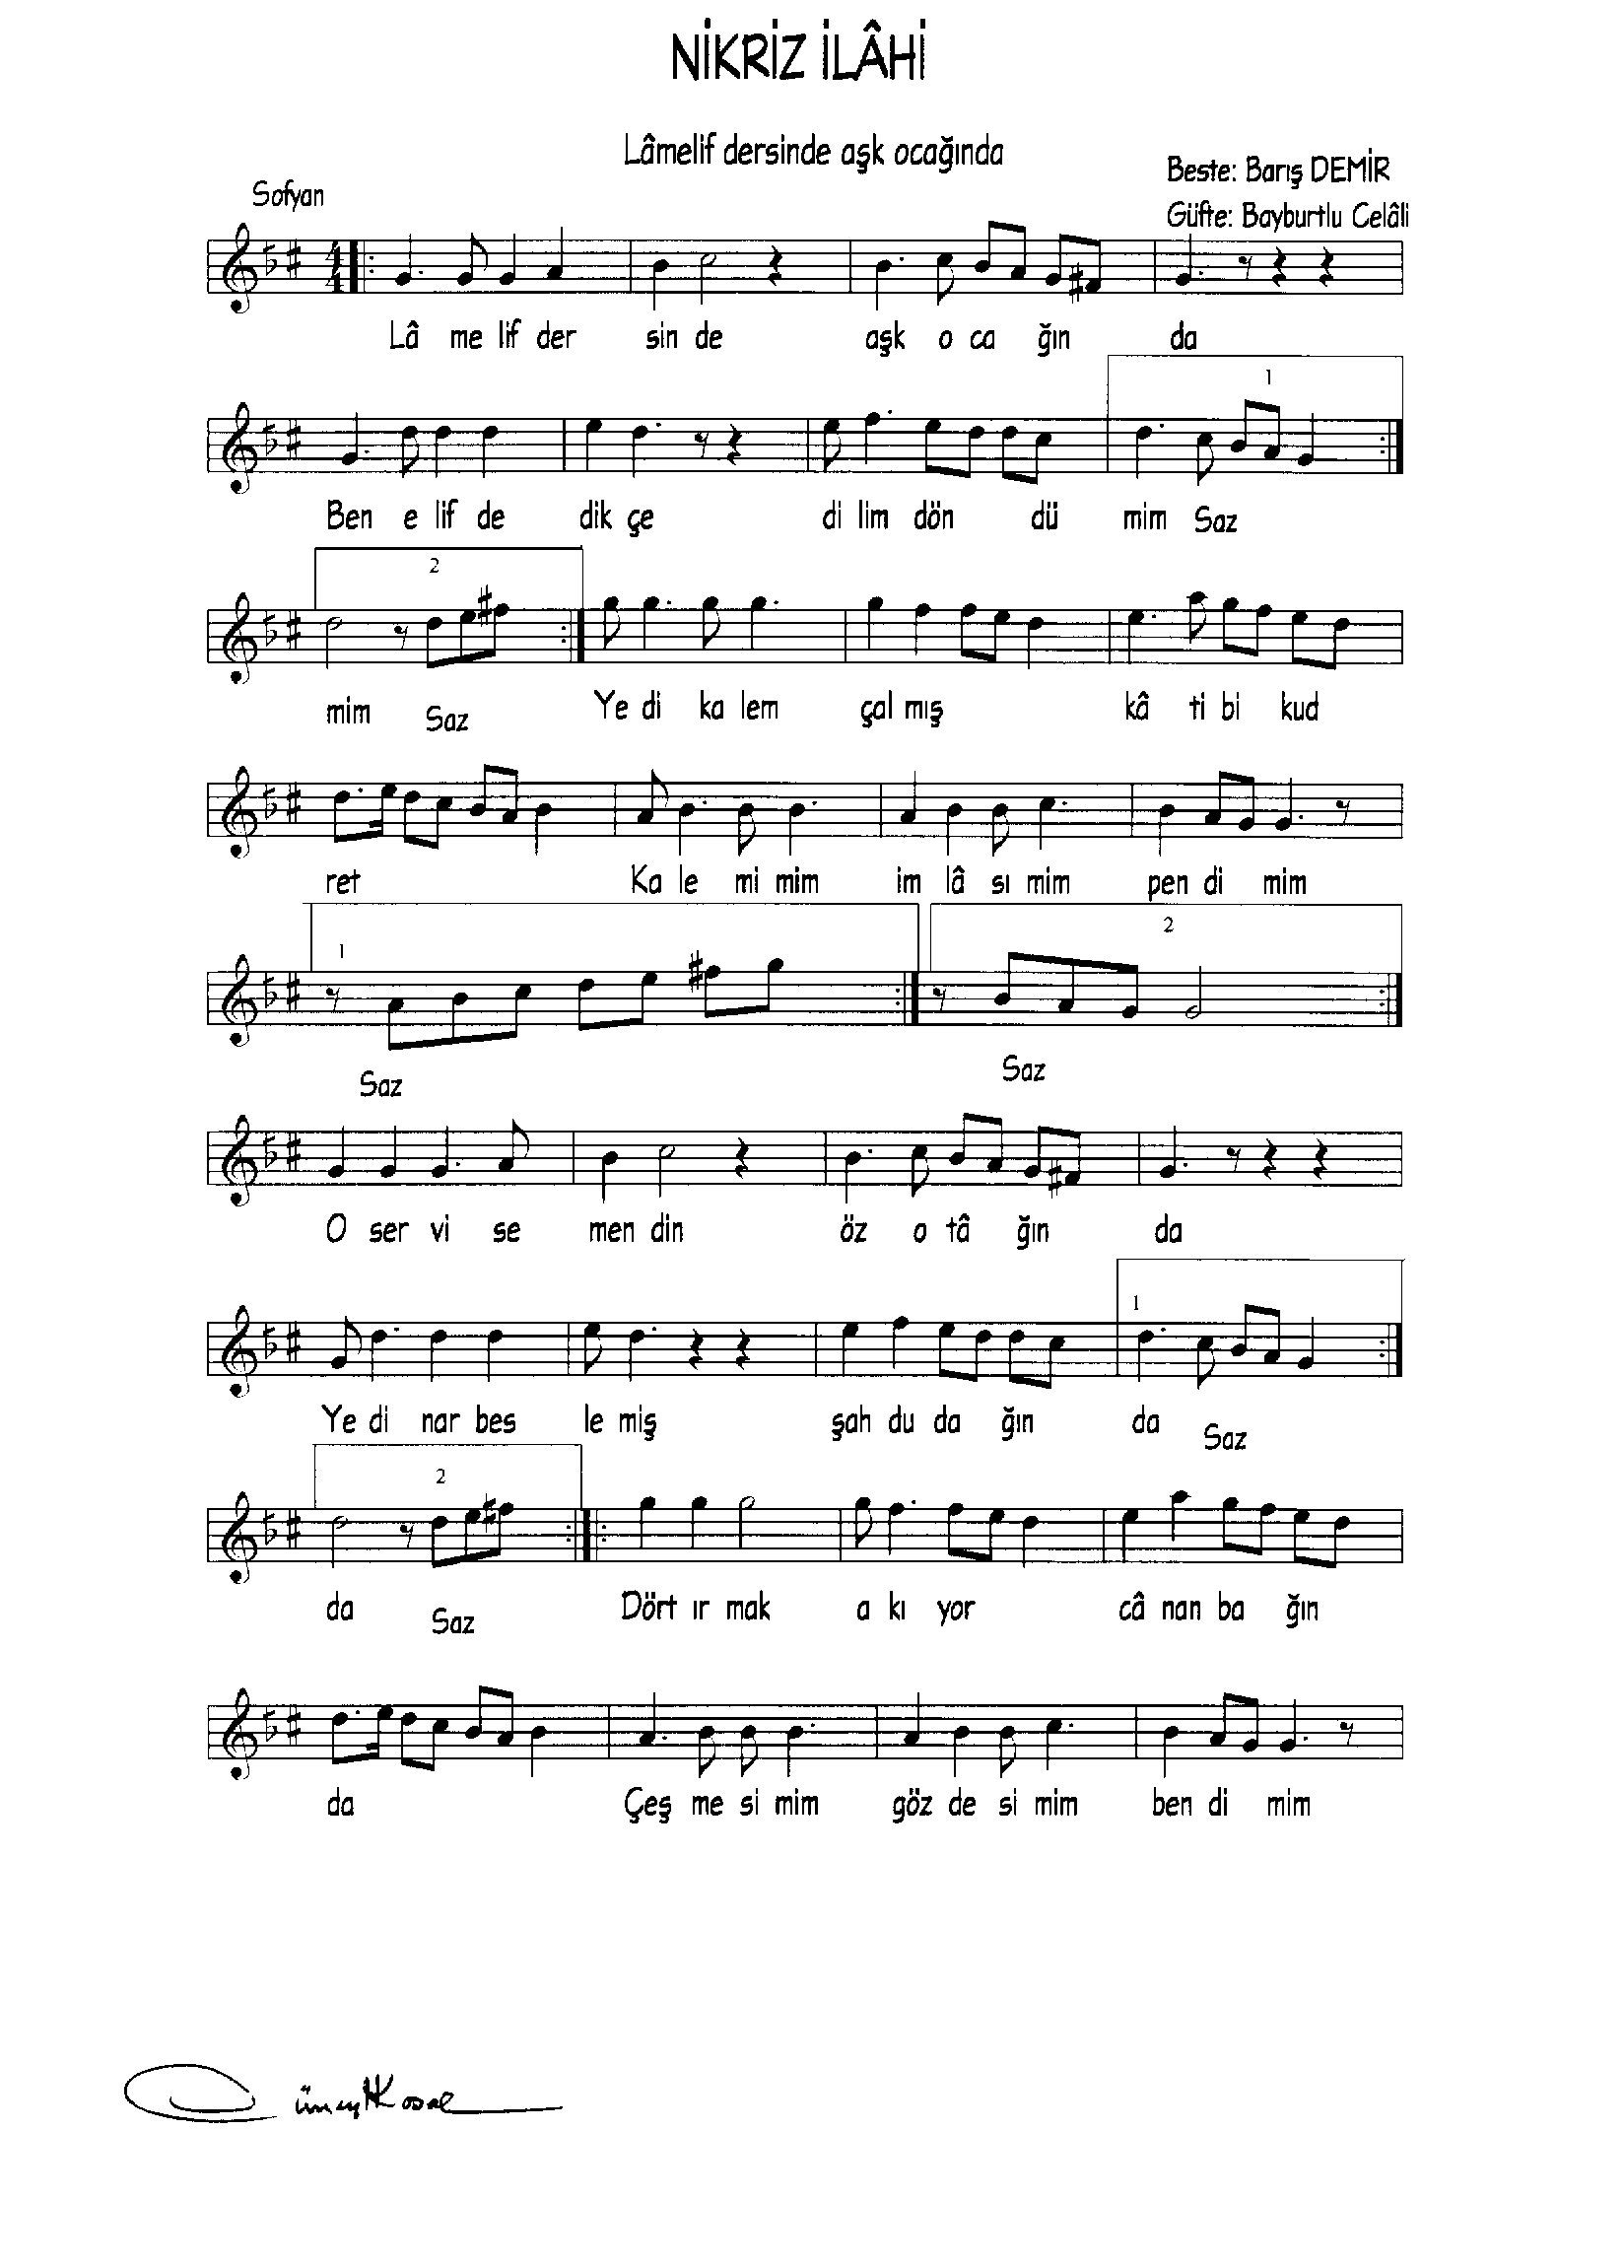 NİKRİZ İLÂHİ
Lâmelif dersinde aşk ocağında
Beste: Barış DEMİR
Sofyan
Güfte: Bayburtlu Celâli
4
4
Lâ me lif der sin de aşk o ca ğın da
1
Ben e lif de dik çe di lim dön dü mim Saz
2
mim Saz Ye di ka lem çal mış kâ ti bi kud
ret Ka le mi mim im lâ sı mim pen di mim
1 2
Saz Saz
O ser vi se men din öz o tâ ğın da
1
Ye di nar bes le miş şah du da ğın da Saz
2
da Saz Dört ır mak a kı yor câ nan ba ğın
da Çeş me si mim göz de si mim ben di mim